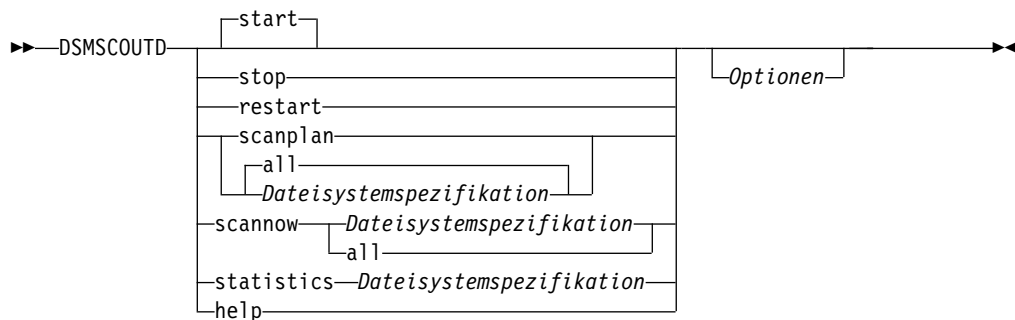 start
DSMSCOUTD
stop
Optionen
restart
scanplan
all
Dateisystemspezifikation
scannow Dateisystemspezifikation
all
statistics Dateisystemspezifikation
help